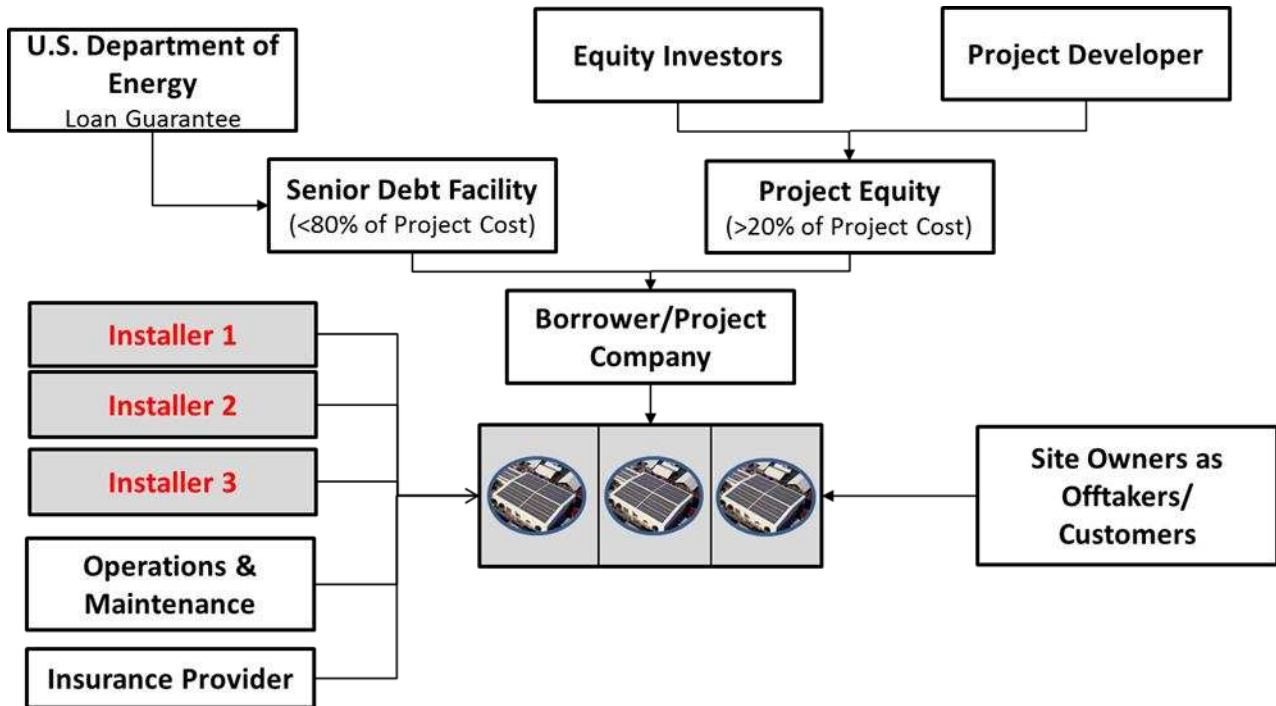 U.S. Department of
Energy
Loan Guarantee
Equity Investors
Project Developer
Senior Debt Facility
(<80% of Project Cost)
Project Equity
(>20% of Project Cost)
Borrower/Project
Company
Installer 1
Installer 2
Installer 3
Operations &
Maintenance
Insurance Provider
Site Owners as
Offtakers/
Customers